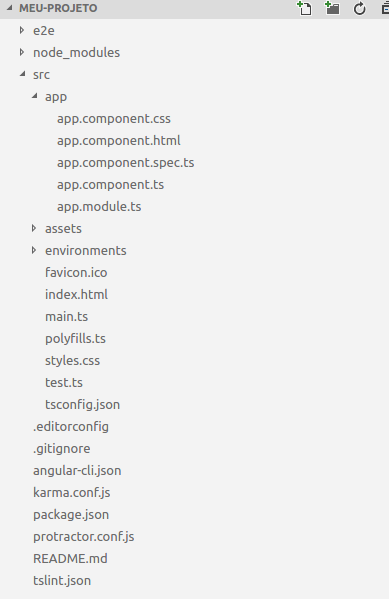 MEU-PROJETO
e2e
node_modules
src
app
app.component.css
app.component.html
app.component.spec.ts
app.component.ts
app.module.ts
assets
environments
favicon.ico
index.html
main.ts
polyfills.ts
styles.css
test.ts
tsconfig.json
.editorconfig
.gitignore
angular-cli.json
karma.conf.js
package.json
protractor.conf.js
README.md
tslint.json